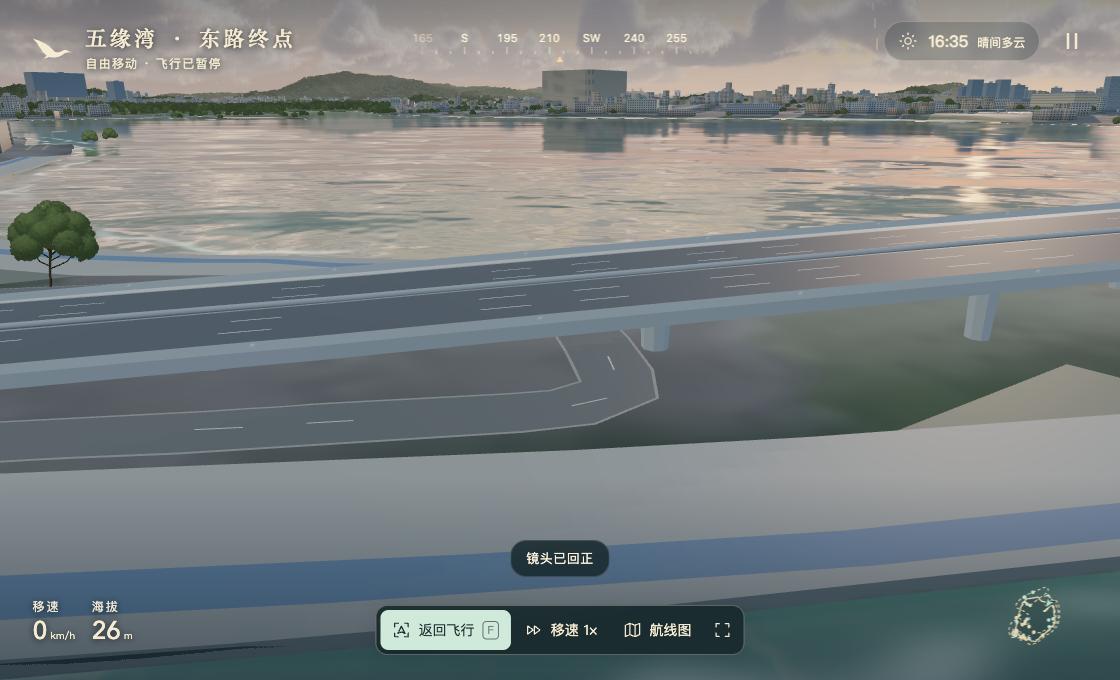 五缘湾 · 东路终点
自由移动 · 飞行已暂停
165 S 195 210 SW 240 255
16:35 晴间多云
镜头已回正
移速 海拔
0 km/h 26 m
返回飞行 F 移速 1× 航线图